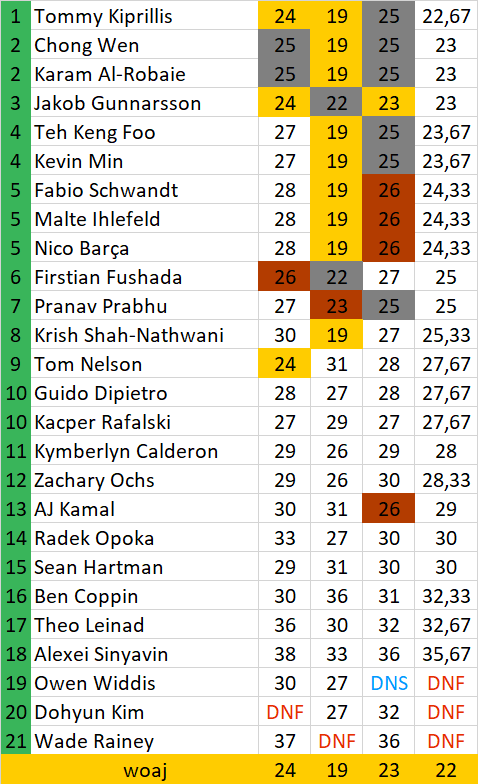 1 Tommy Kiprillis 24 19 25 22,67
2 Chong Wen 25 19 25 23
2 Karam Al-Robaie 25 19 25 23
3 Jakob Gunnarsson 24 22 23 23
4 Teh Keng Foo 27 19 25 23,67
4 Kevin Min 27 19 25 23,67
5 Fabio Schwandt 28 19 26 24,33
5 Malte Ihlefeld 28 19 26 24,33
5 Nico Barça 28 19 26 24,33
6 Firstian Fushada 26 22 27 25
7 Pranav Prabhu 27 23 25 25
8 Krish Shah-Nathwani 30 19 27 25,33
9 Tom Nelson 24 31 28 27,67
10 Guido Dipietro 28 27 28 27,67
10 Kacper Rafalski 27 29 27 27,67
11 Kymberlyn Calderon 29 26 29 28
12 Zachary Ochs 29 26 30 28,33
13 AJ Kamal 30 31 26 29
14 Radek Opoka 33 27 30 30
15 Sean Hartman 29 31 30 30
16 Ben Coppin 30 36 31 32,33
17 Theo Leinad 36 30 32 32,67
18 Alexei Sinyavin 38 33 36 35,67
19 Owen Widdis 30 27 DNS DNF
20 Dohyun Kim DNF 27 32 DNF
21 Wade Rainey 37 DNF 36 DNF
woaj 24 19 23 22